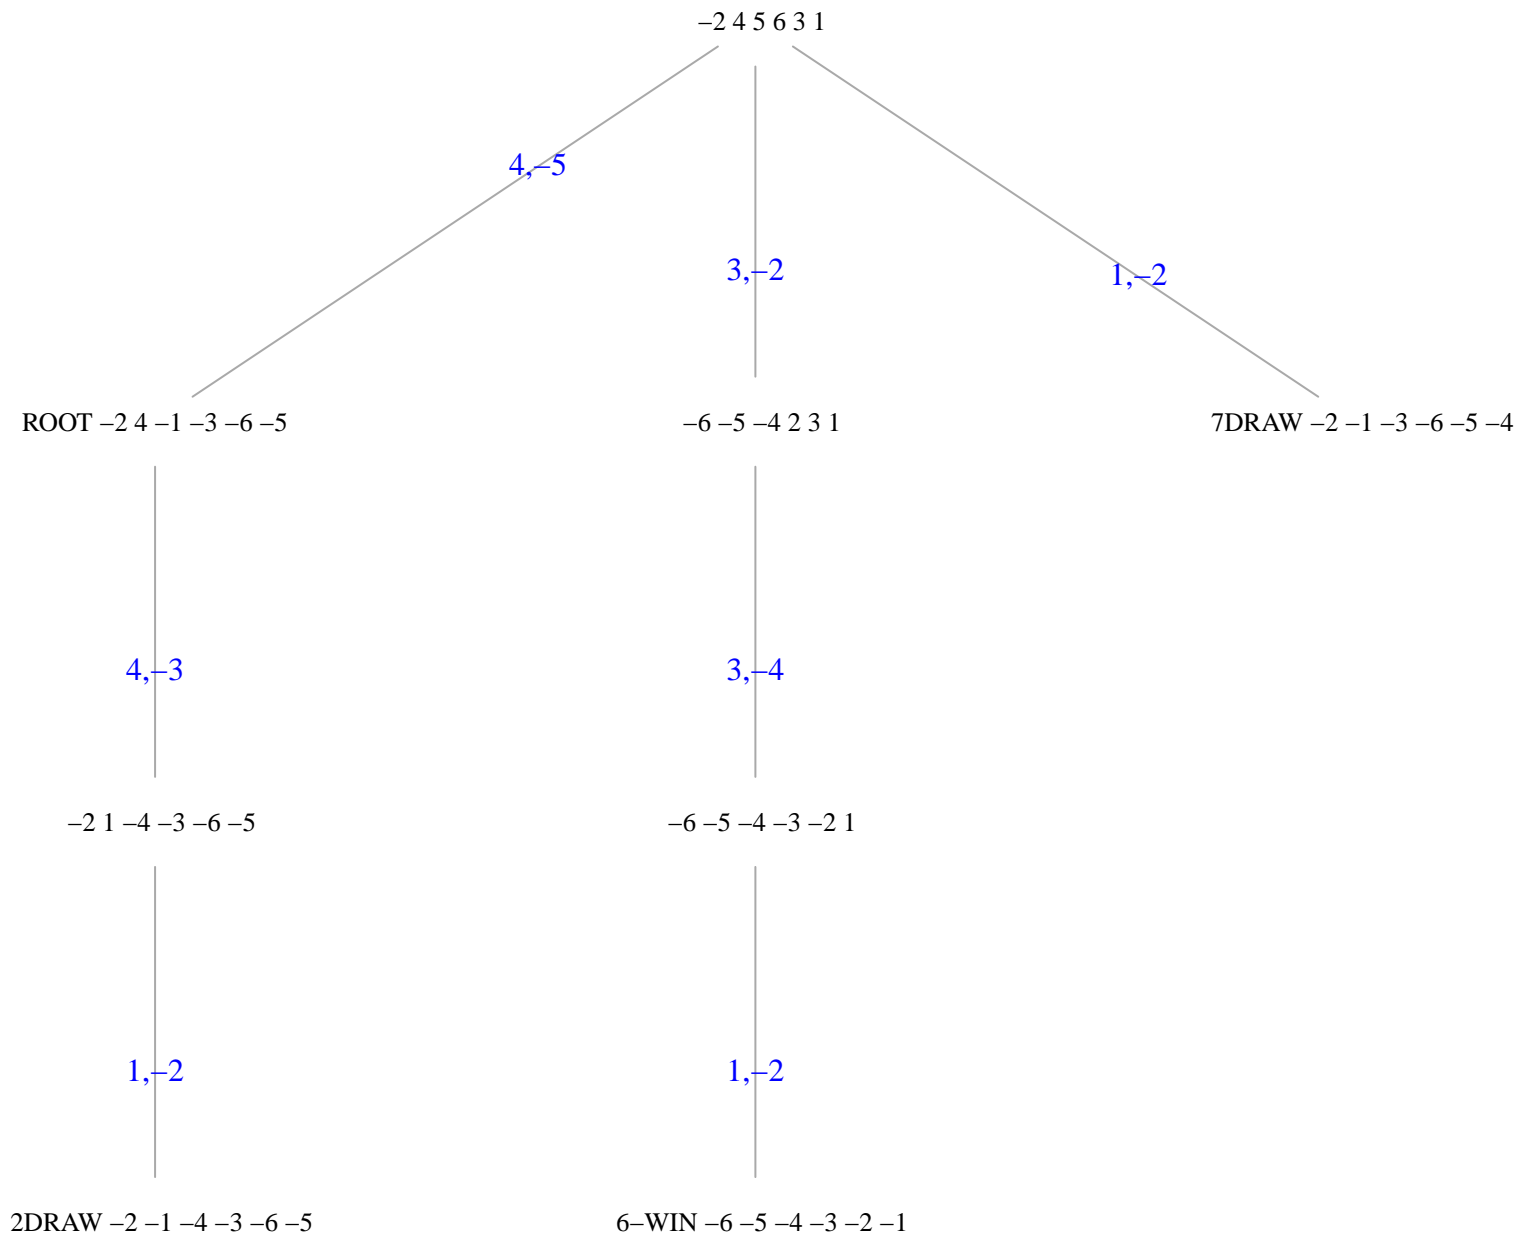 –2 4 5 6 3 1
4,–5
3,–2
1,–2
ROOT –2 4 –1 –3 –6 –5
–6 –5 –4 2 3 1
7DRAW –2 –1 –3 –6 –5 –4
4,–3
3,–4
–2 1 –4 –3 –6 –5
–6 –5 –4 –3 –2 1
1,–2
1,–2
2DRAW –2 –1 –4 –3 –6 –5
6–WIN –6 –5 –4 –3 –2 –1